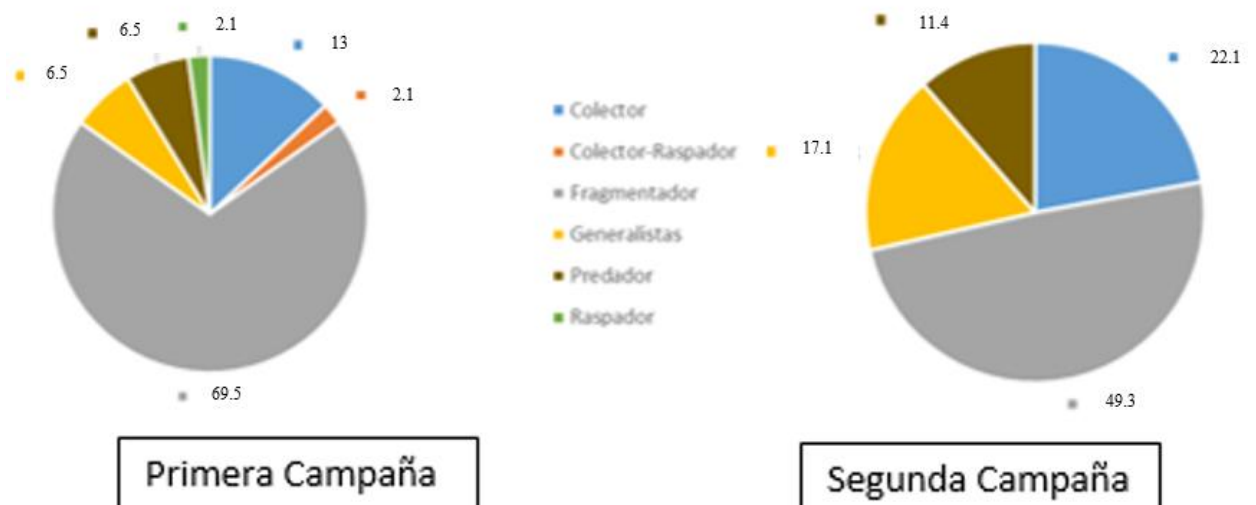 6.5
2.1
13
6.5
2.1
69.5
Primera Campaña
Colector
Colector-Raspador
Fragmentador
Generalistas
Predador
Raspador
11.4
22.1
17.1
49.3
Segunda Campaña